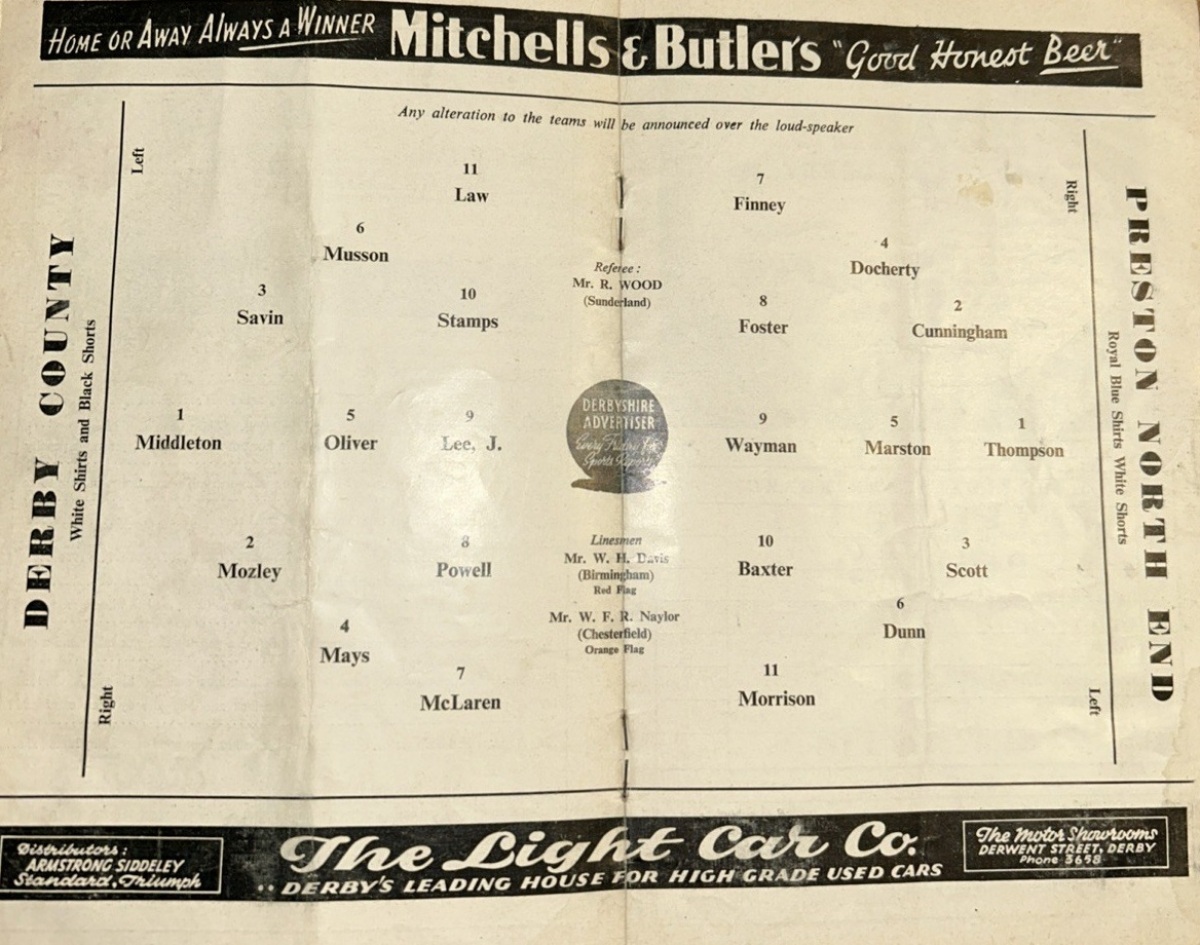 HOME OR AWAY ALWAYS A WINNER Mitchells & Butlers "Good Honest Beer"
Any alteration to the teams will be announced over the loud-speaker
DERBY COUNTY
White Shirts and Black Shorts
Left
Right
11
Law
6
Musson
3
Savin
10
Stamps
1
Middleton
5
Oliver
9
Lee, J.
2
Mozley
8
Powell
4
Mays
7
McLaren
Referee :
Mr. R. WOOD
(Sunderland)
DERBYSHIRE
ADVERTISER
Every Friday for
Sports Reports
Linesmen
Mr. W. H. Davis
(Birmingham)
Red Flag
Mr. W. F. R. Naylor
(Chesterfield)
Orange Flag
7
Finney
4
Docherty
8
Foster
2
Cunningham
9
Wayman
5
Marston
1
Thompson
10
Baxter
3
Scott
6
Dunn
11
Morrison
Right
Left
PRESTON NORTH END
Royal Blue Shirts White Shorts
Distributors :
ARMSTRONG SIDDELEY
Standard, Triumph
The Light Car Co.
.. DERBY'S LEADING HOUSE FOR HIGH GRADE USED CARS
The Motor Showrooms
DERWENT STREET, DERBY
Phone 3658